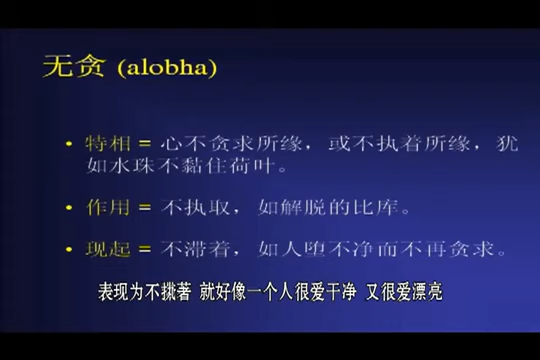 无贪 (alobha)
• 特相 = 心不贪求所缘，或不执着所缘，犹
如水珠不黏住荷叶。
• 作用 = 不执取，如解脱的比库。
• 现起 = 不滞着，如人堕不净而不再贪求。
表现为不搼著 就好像一个人很爱干净 又很爱漂亮